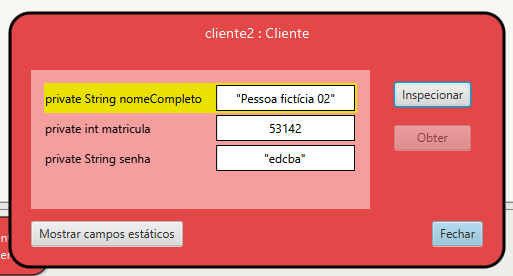 cliente2 : Cliente
private String nomeCompleto "Pessoa fictícia 02"
Inspecionar
private int matricula 53142
Obter
private String senha "edcba"
Mostrar campos estáticos
Fechar